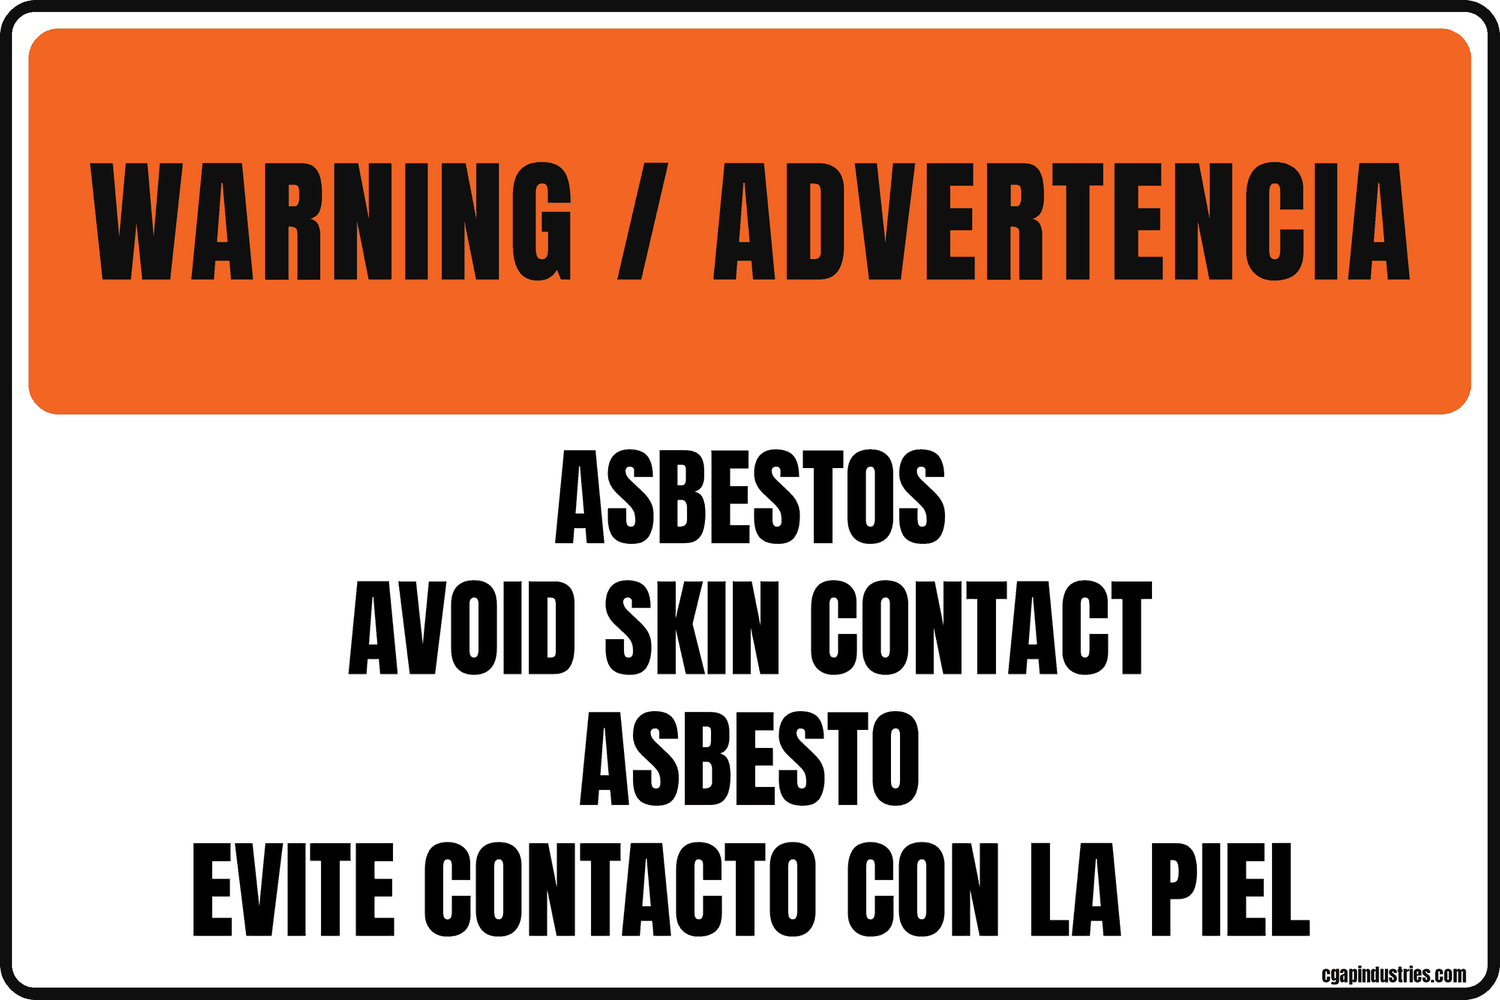 WARNING / ADVERTENCIA
ASBESTOS
AVOID SKIN CONTACT
ASBESTO
EVITE CONTACTO CON LA PIEL
cgapindustries.com